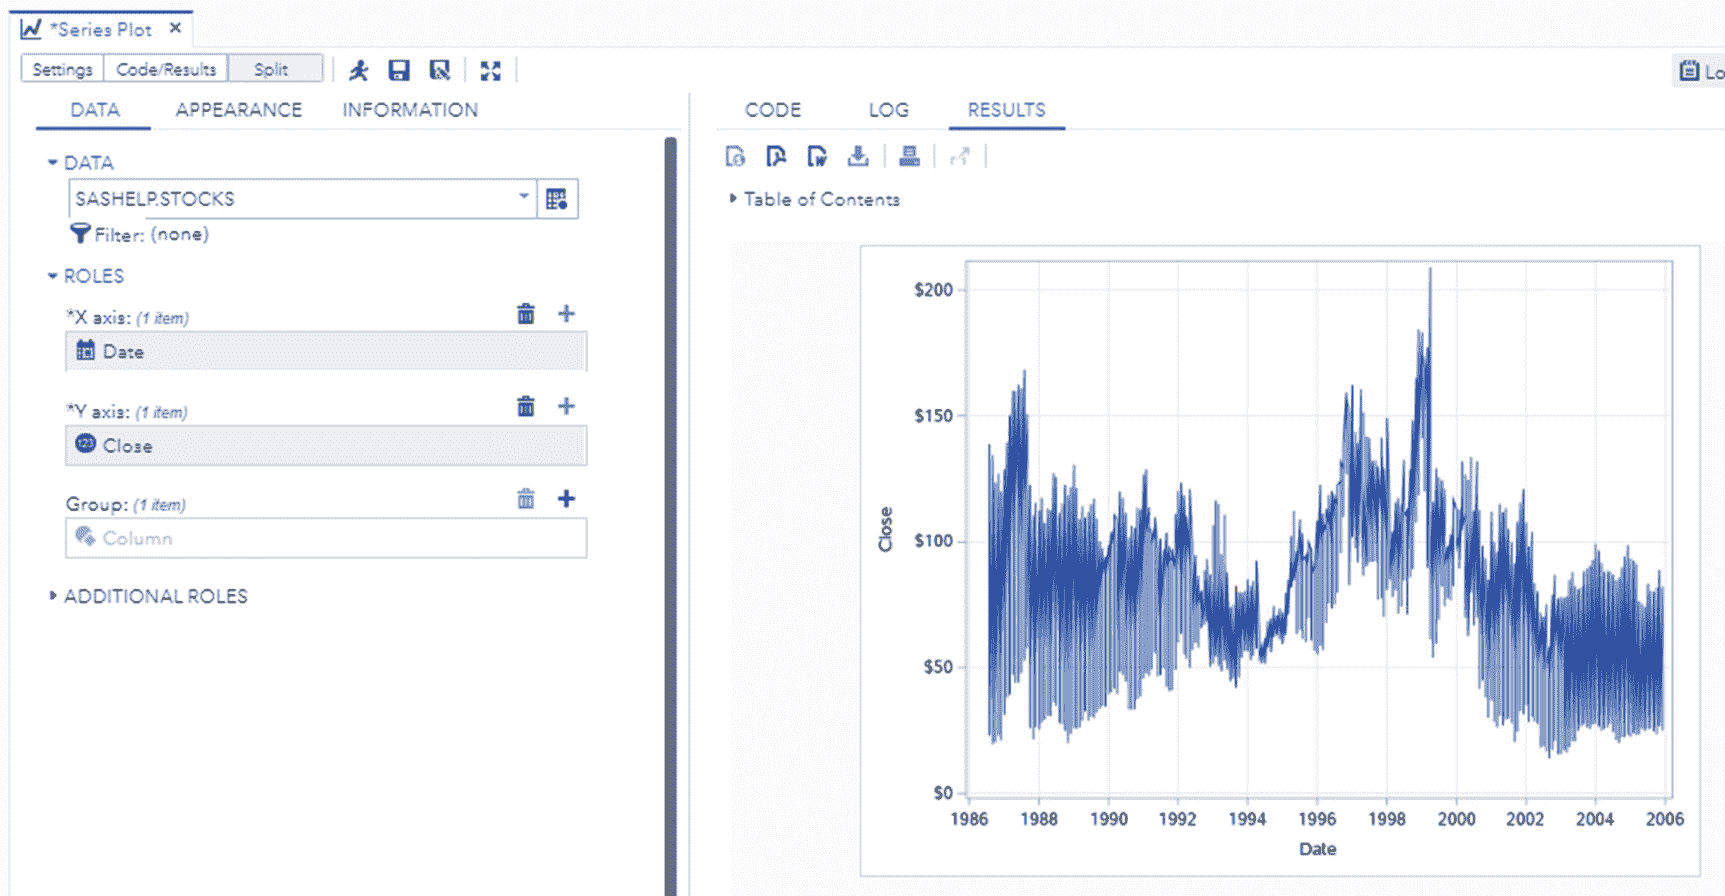 *Series Plot ×
Settings Code/Results Split
Lo
DATA APPEARANCE INFORMATION
DATA
SASHELP.STOCKS
Filter: (none)
ROLES
*X axis: (1 item)
Date
*Y axis: (1 item)
123 Close
Group: (1 item)
Column
ADDITIONAL ROLES
CODE LOG RESULTS
Table of Contents
$200
$150
$100
$50
$0
Close
1986 1988 1990 1992 1994 1996 1998 2000 2002 2004 2006
Date